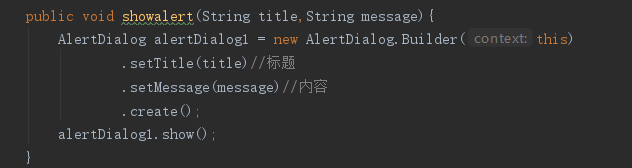 public void showalert(String title,String message){
AlertDialog alertDialog1 = new AlertDialog.Builder( context: this)
.setTitle(title)//标题
.setMessage(message)//内容
.create();
alertDialog1.show();
}